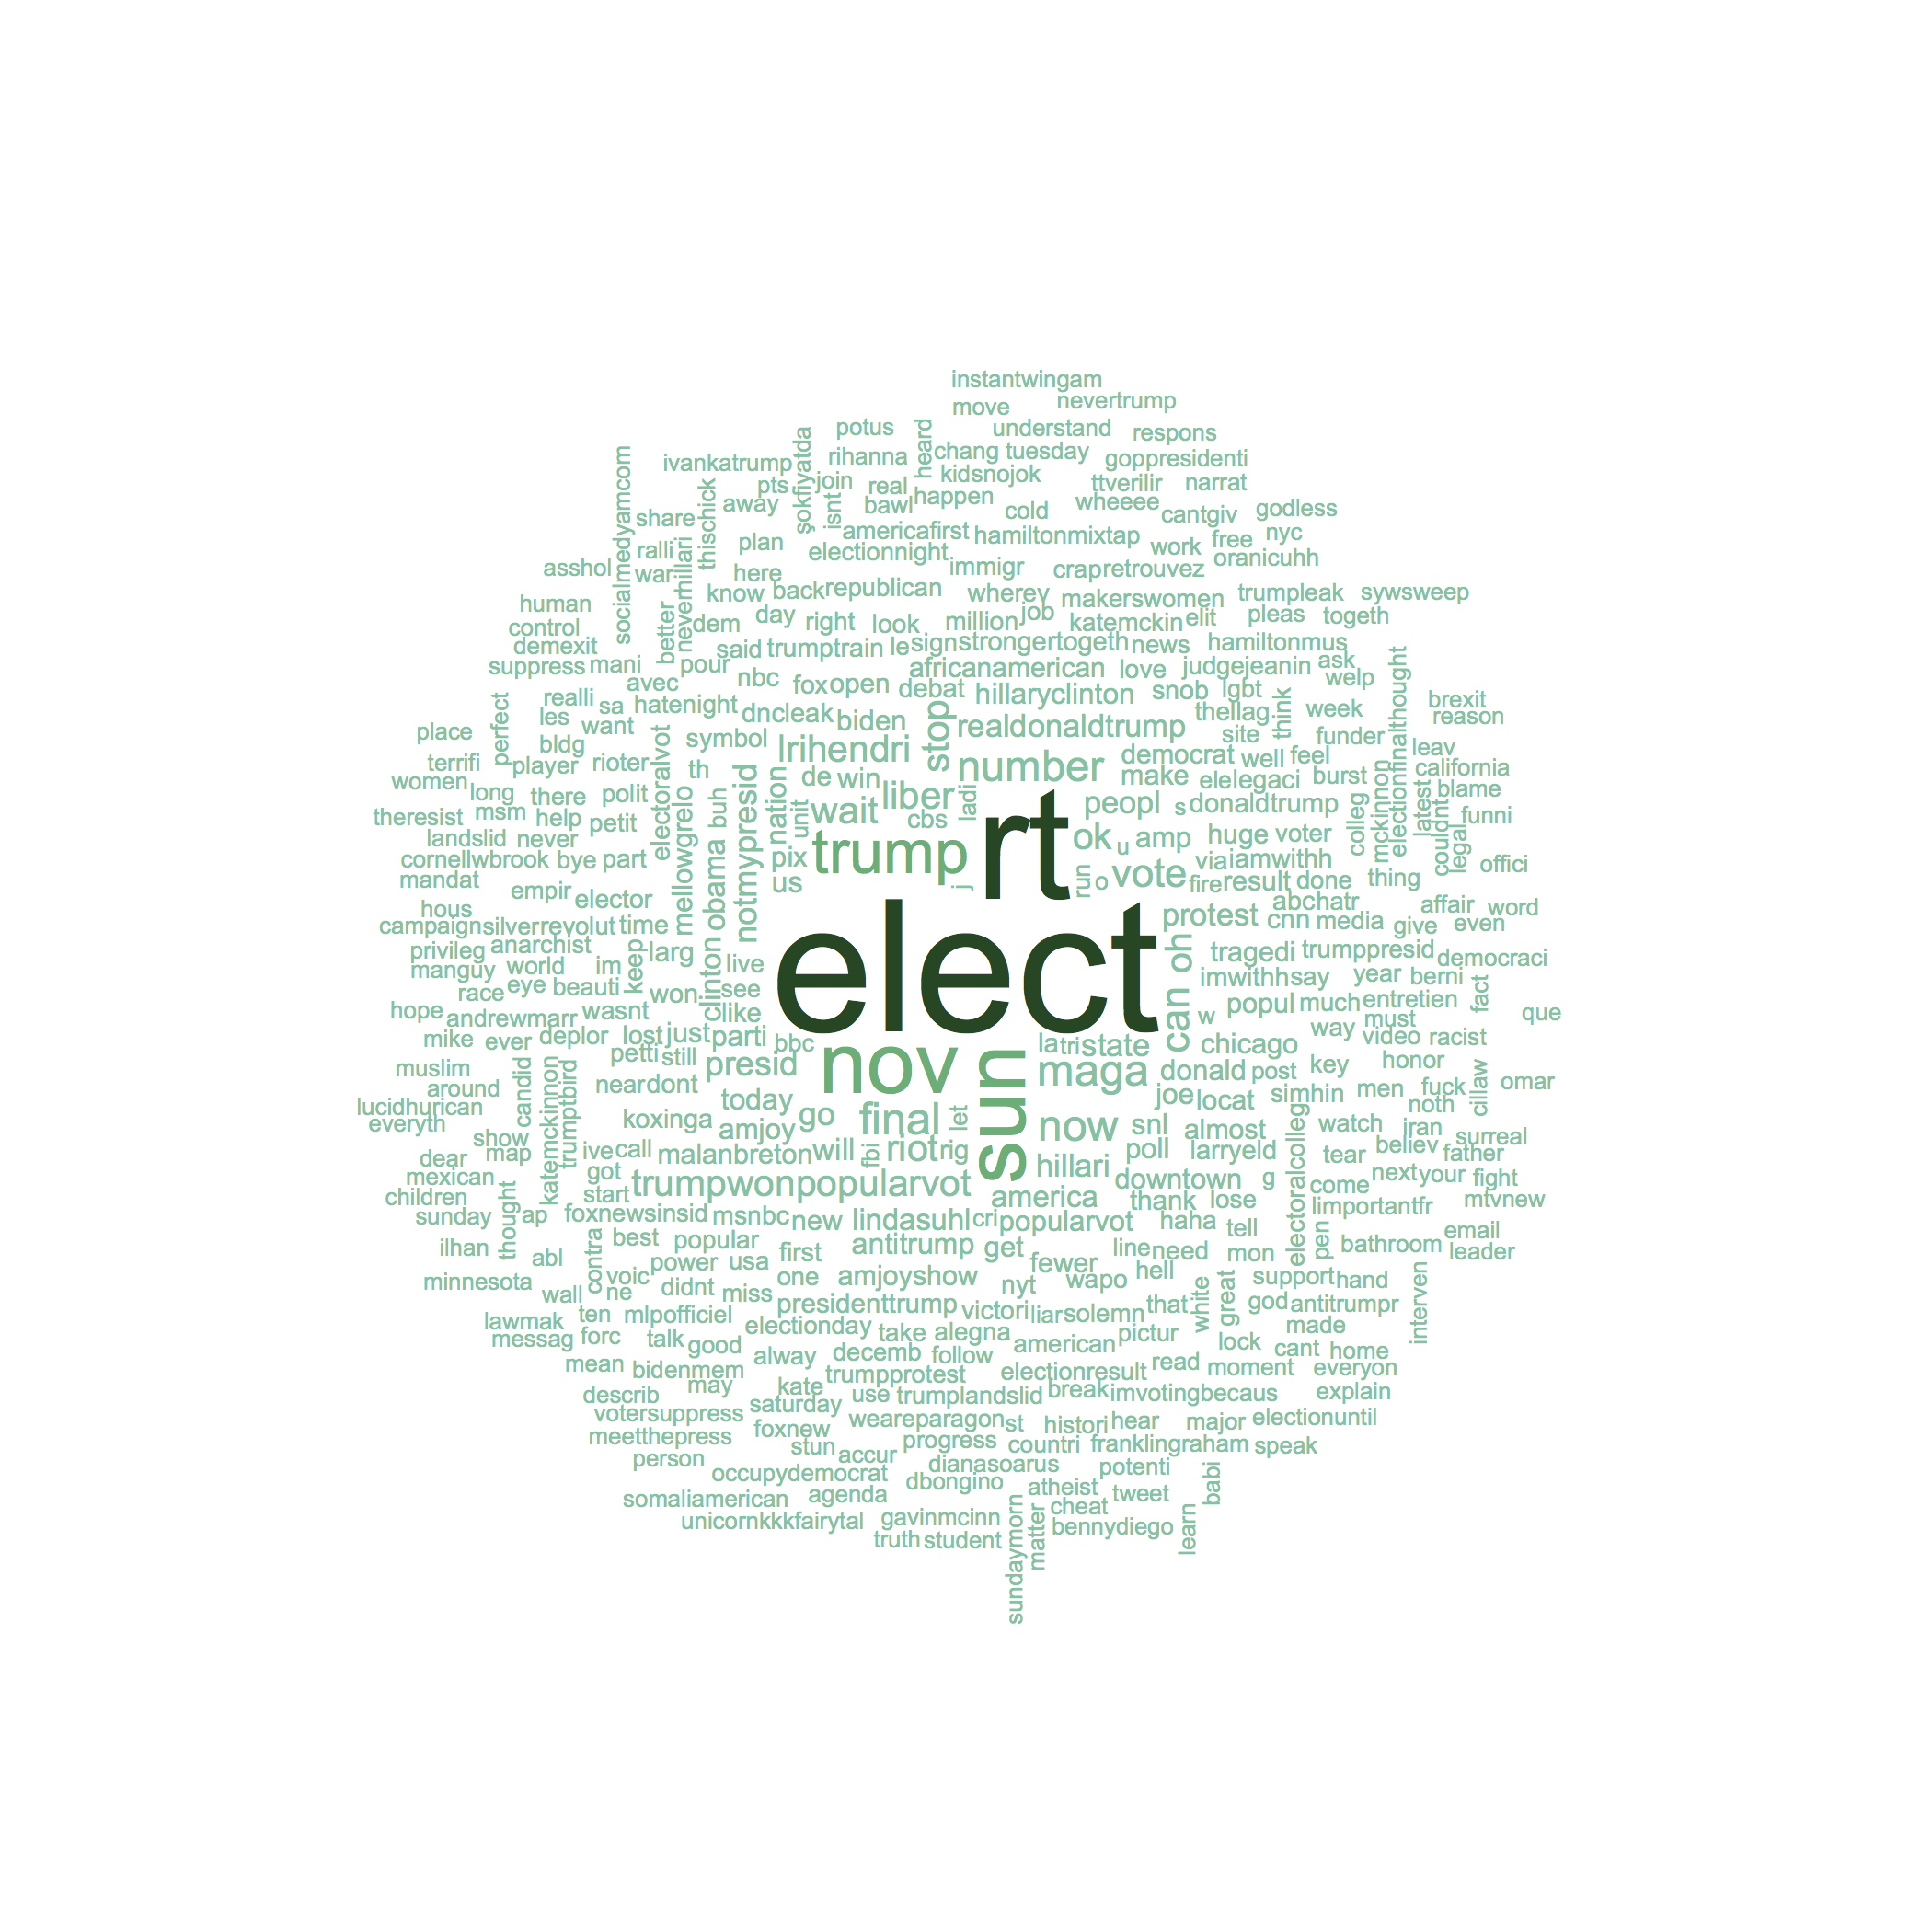 instantwingam
move nevertrump
potus heard understand respons
ivankatrump şokfiyatda rihanna chang tuesday goppresidenti
socialmedyamcom pts join real kidsnojok ttverilir narrat
thischick away isnt bawl happen cold wheeee cantgiv godless
share americafirst hamiltonmixtap work free nyc
ralli neverhillari plan electionnight immigr crap retrouvez oranicuhh
asshol war here
human better know back republican wherev makerswomen trumpleak sywsweep
control dem day right look million job katemckin elit pleas togeth
demexit said trumptrain le sign strongertogeth news hamiltonmus
suppress mani pour nbc africanamerican love judgejeanin ask electionfinalthought
realli avec fox open debat hillaryclinton snob lgbt welp
perfect les sa hatenight dncleak biden stop realdonaldtrump thellag think week brexit
place want electoralvot symbol lrihendri site funder reason
terrifi bldg player rioter th notmypresid nation de win number democrat well feel mckinnon leav
women long there polit mellowgrelo buh unit liber ladi make ele legaci burst latest california
theresist msm help petit wait cbs rt peopl s donaldtrump colleg couldnt blame
landslid never obama trump ok u amp huge voter legal funni
cornellwbrook bye part pix j run vote via iamwithh offici
mandat empir elector us o fire result done thing
hous abchatr affair word
campaign silver revolut time elect protest cnn media give even
privileg anarchist keep larg clinton live can oh tragedi trumppresid democraci
manguy world im see imwithh say year berni fact
race eye beauti won like w popul much entretien
hope andrewmarr wasnt must que
mike ever deplor lost just parti bbc nov sun la tri state chicago way video racist
muslim candid petti still presid maga donald post key honor cillaw
around katemckinnon trumptbird near dont joe locat simhin men fuck omar
lucidhurican today final let now electoralcolleg noth
everyth koxinga amjoy go snl almost watch iran
show ive call malanbreton will fbi riot rig poll larryeld tear believ surreal
dear map hillari father
mexican got trumpwonpopularvot downtown g come next your fight
children start america thank lose limportantfr mtvnew
sunday thought ap foxnewsinsid msnbc new lindasuhl cri popularvot haha tell pen email
ilhan abl contra best popular first antitrump get line need mon bathroom leader
minnesota voic power usa one amjoyshow fewer hell white great support hand interven
wall ne didnt miss nyt wapo
lawmak ten mlpofficiel presidenttrump victori liar solemn that god antitrumpr
messag forc talk good electionday take alegna american pictur lock made
mean bidenmem alway decemb follow read cant home
describ may kate trumpprotest electionresult moment everyon
votersuppress saturday use trumplandslid break imvotingbecaus explain
meetthepress foxnew weareparagon st histori hear major electionuntil
person stun accur progress countri franklingraham speak
occupydemocrat dianasoarus potenti babi
somaliamerican agenda dbongino atheist tweet
unicornkkkfairytal gavinmcinn sundaymorn matter cheat learn
truth student bennydiego